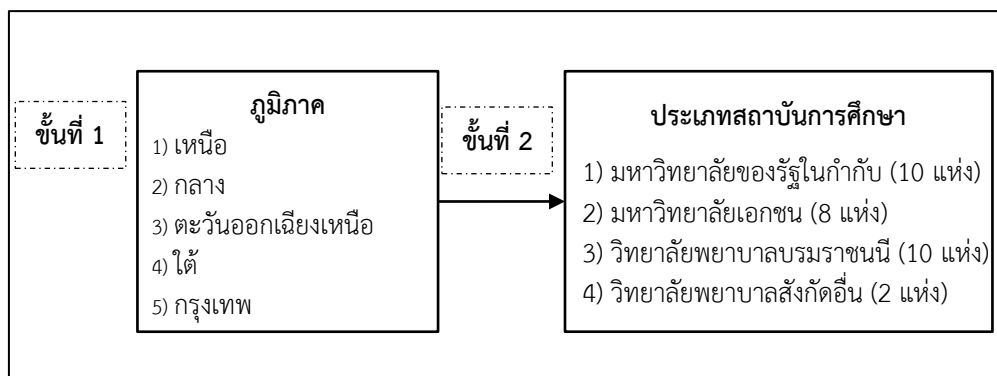 ขั้นที่ 1
ภูมิภาค
1) เหนือ
2) กลาง
3) ตะวันออกเฉียงเหนือ
4) ใต้
5) กรุงเทพ
ขั้นที่ 2
ประเภทสถาบันการศึกษา
1) มหาวิทยาลัยของรัฐในกำกับ (10 แห่ง)
2) มหาวิทยาลัยเอกชน (8 แห่ง)
3) วิทยาลัยพยาบาลบรมราชนนี (10 แห่ง)
4) วิทยาลัยพยาบาลสังกัดอื่น (2 แห่ง)